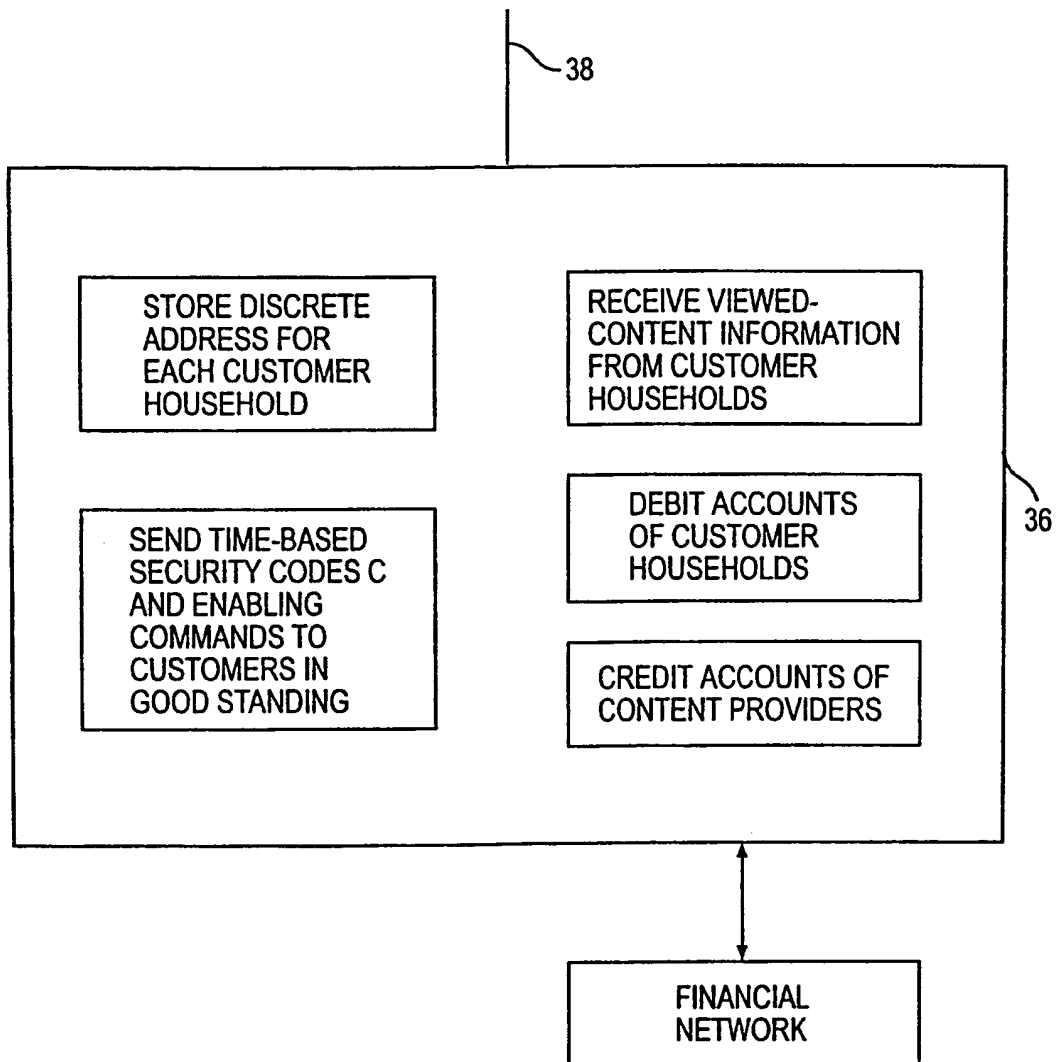 38
STORE DISCRETE
ADDRESS FOR
EACH CUSTOMER
HOUSEHOLD
RECEIVE VIEWED-
CONTENT INFORMATION
FROM CUSTOMER
HOUSEHOLDS
36
SEND TIME-BASED
SECURITY CODES C
AND ENABLING
COMMANDS TO
CUSTOMERS IN
GOOD STANDING
DEBIT ACCOUNTS
OF CUSTOMER
HOUSEHOLDS
CREDIT ACCOUNTS OF
CONTENT PROVIDERS
FINANCIAL
NETWORK